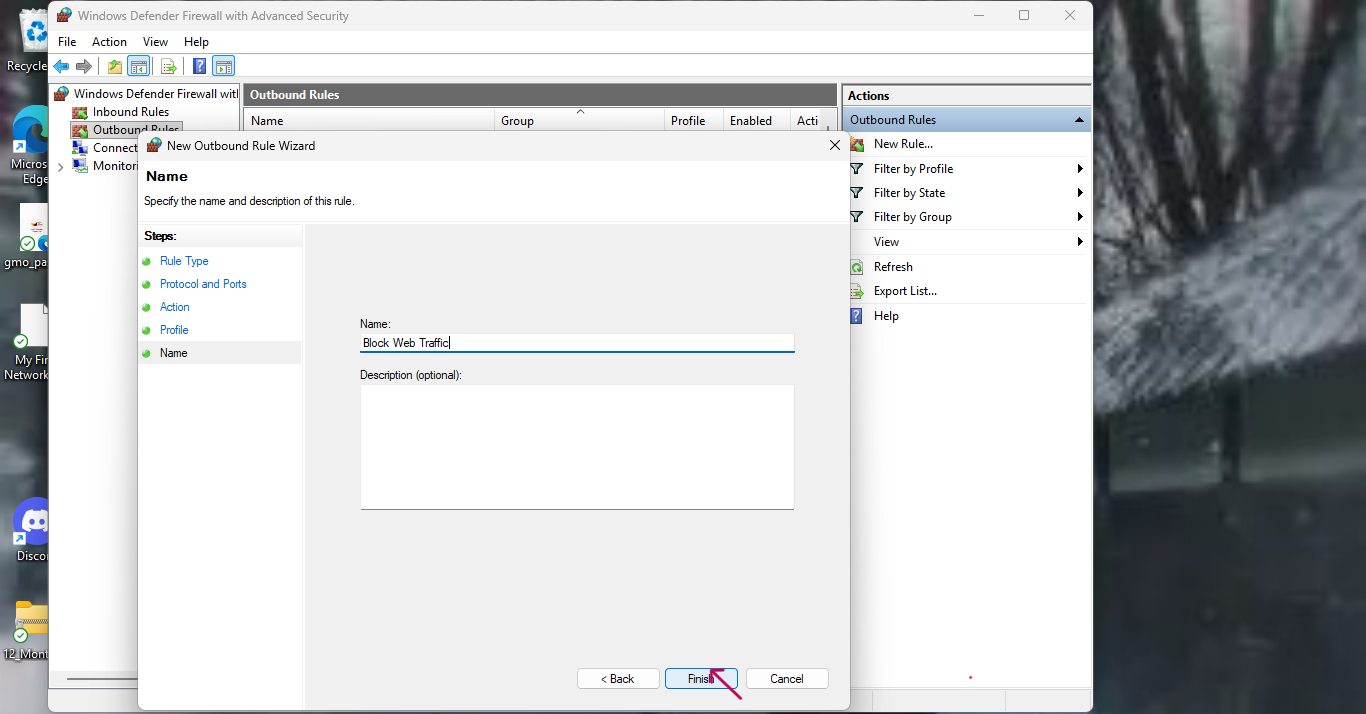 Windows Defender Firewall with Advanced Security
File Action View Help
Recycle
Micros
Edge
gmo_pa
My Fir
Network
Discor
12_Mont
Windows Defender Firewall witl
Inbound Rules
Outbound Rules
Connect
Monitori
Outbound Rules
Name Group Profile Enabled Acti
Actions
Outbound Rules
New Rule...
Filter by Profile
Filter by State
Filter by Group
View
Refresh
Export List...
Help
New Outbound Rule Wizard
Name
Specify the name and description of this rule.
Steps:
Rule Type
Protocol and Ports
Action
Profile
Name
Name:
Block Web Traffic
Description (optional):
< Back Finish Cancel